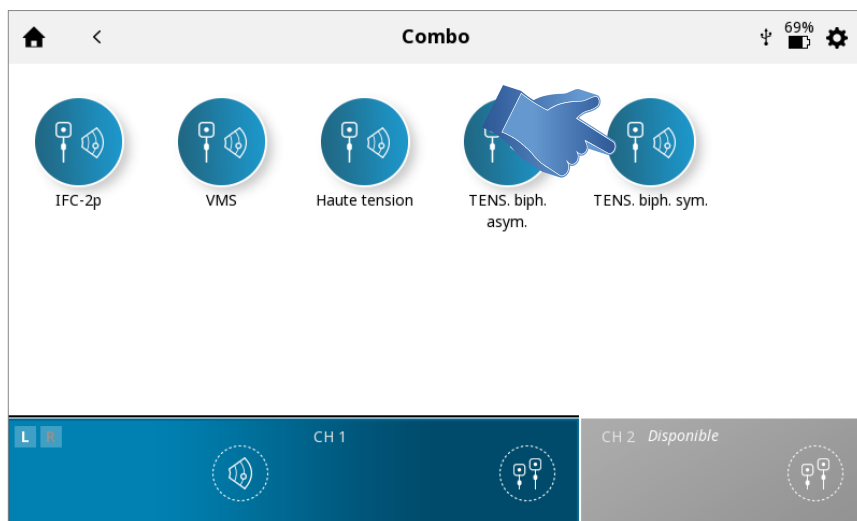 Combo
69%
IFC-2p
VMS
Haute tension
TENS. biph.
asym.
TENS. biph. sym.
L R
CH 1
CH 2 Disponible